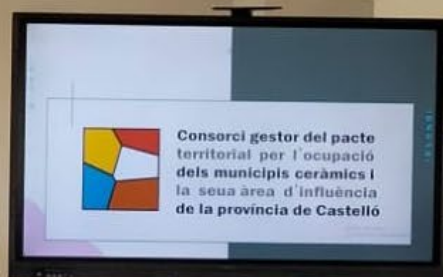 Consorci gestor del pacte
territorial per l'ocupació
dels municipis ceràmics i
la seua àrea d'influència
de la província de Castelló